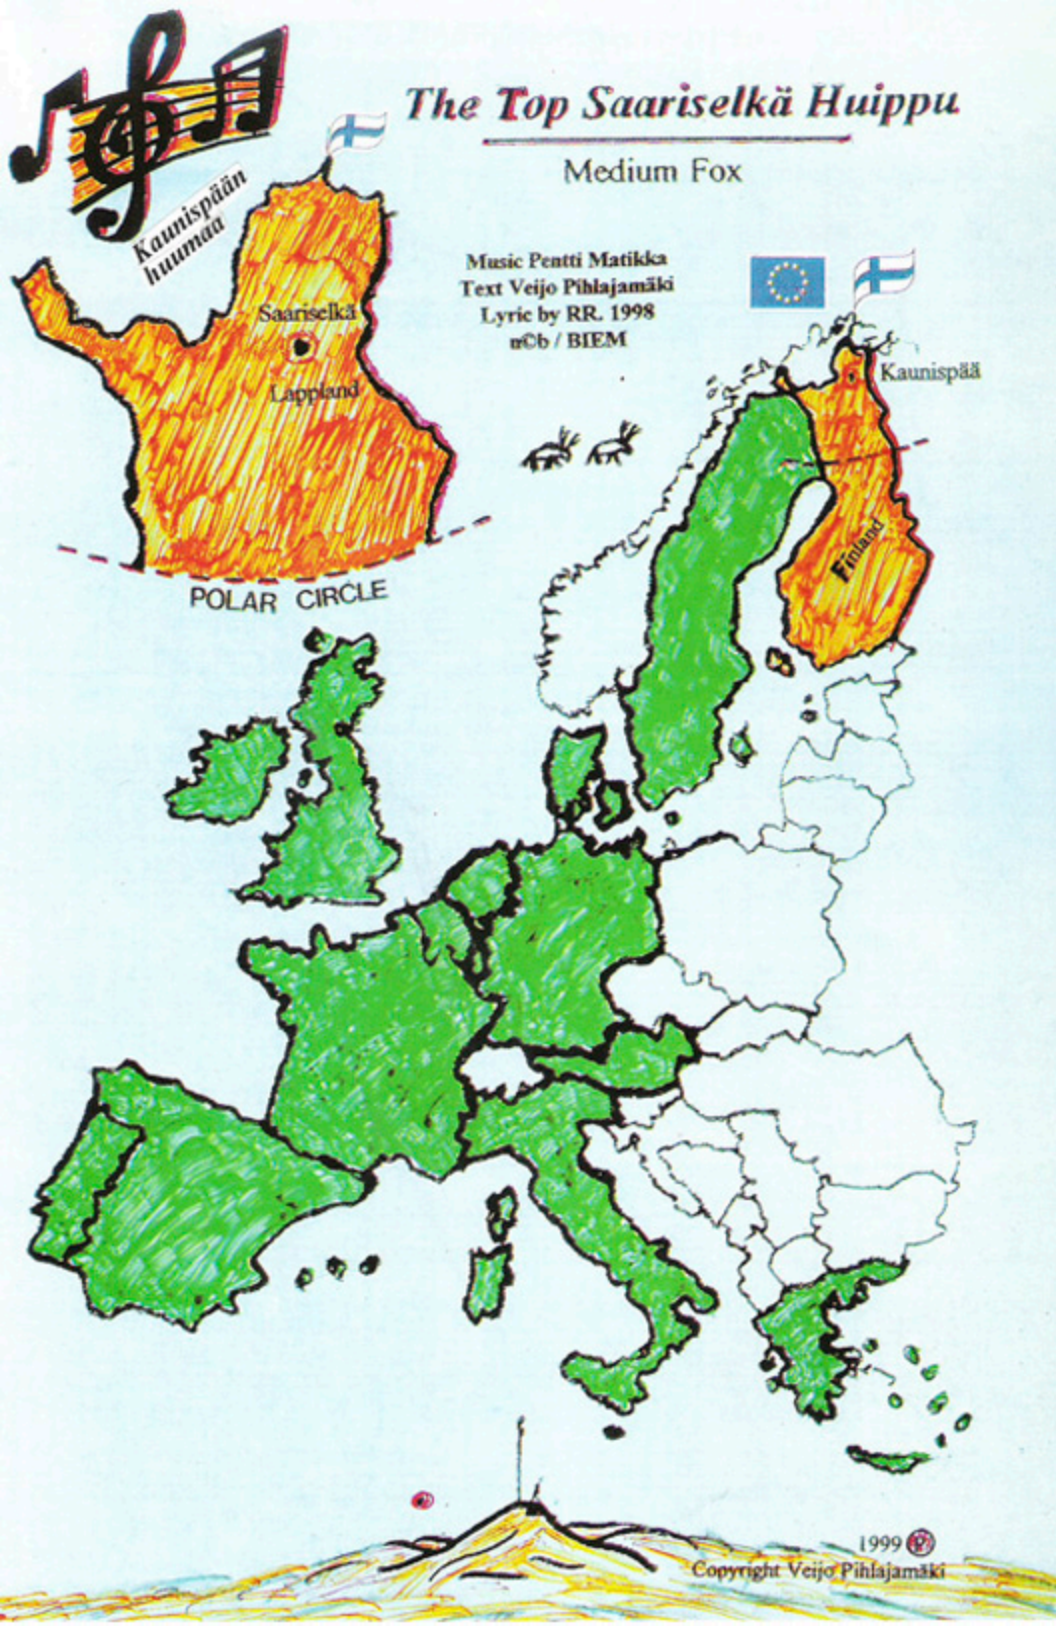 The Top Saariselkä Huippu
Medium Fox
Kaunispään
huumaa
Music Pentti Matikka
Text Veijo Pihlajamäki
Lyric by RR. 1998
n©b / BIEM
Saariselkä
Lappland
Kaunispää
Finland
POLAR CIRCLE
1999 ℗
Copyright Veijo Pihlajamäki